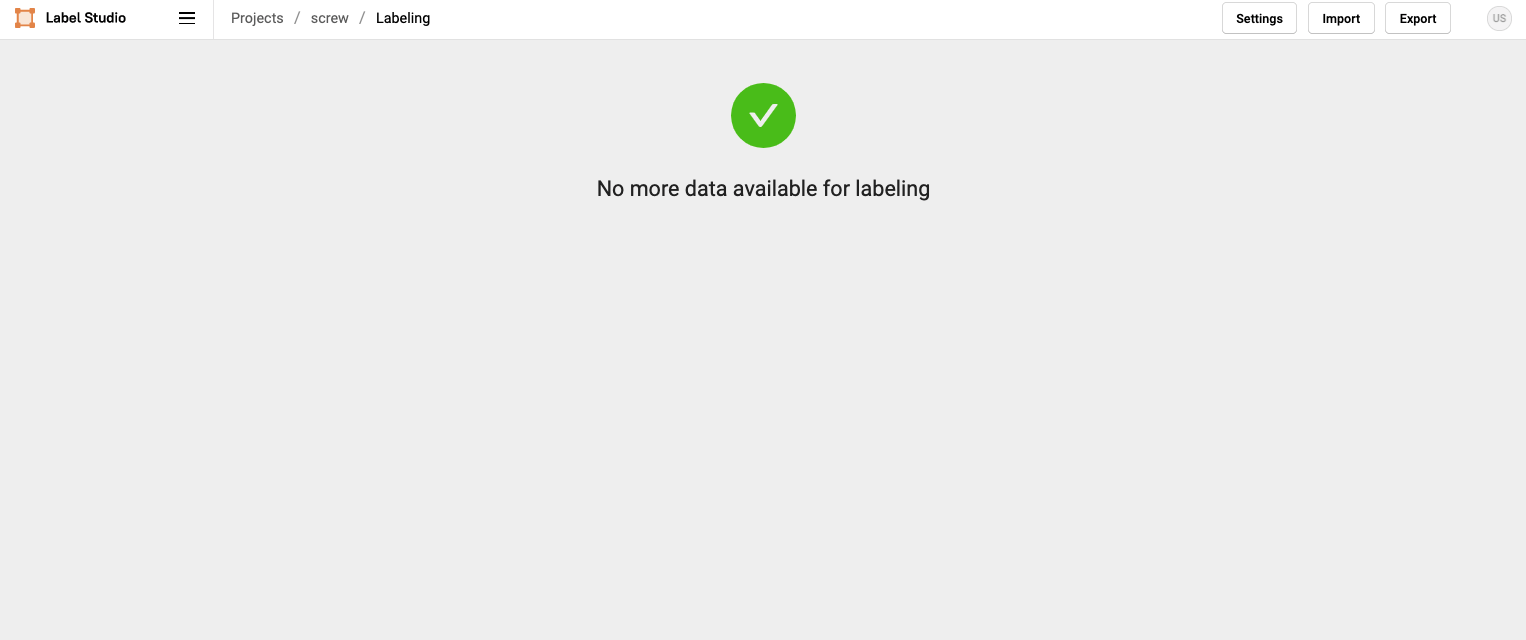 Label Studio
Projects / screw / Labeling
Settings
Import
Export
US
No more data available for labeling